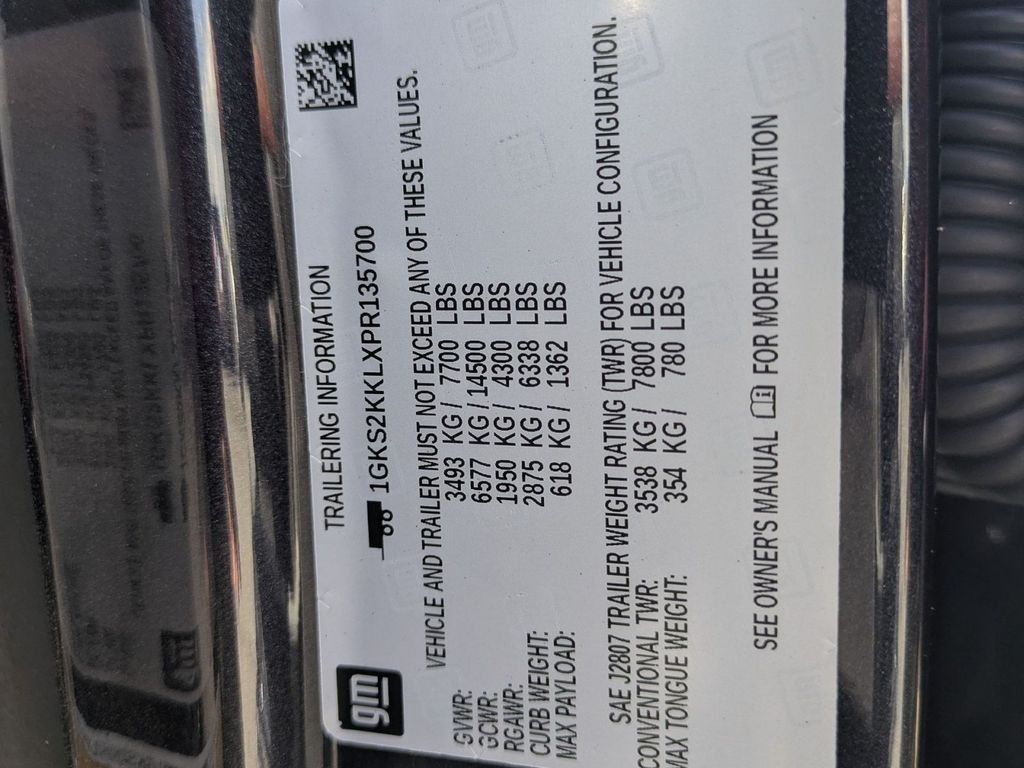 gm
TRAILERING INFORMATION
1GKS2KKLXPR135700
VEHICLE AND TRAILER MUST NOT EXCEED ANY OF THESE VALUES.
GVWR: 3493 KG / 7700 LBS
GCWR: 6577 KG / 14500 LBS
RGAWR: 1950 KG / 4300 LBS
CURB WEIGHT: 2875 KG / 6338 LBS
MAX PAYLOAD: 618 KG / 1362 LBS
SAE J2807 TRAILER WEIGHT RATING (TWR) FOR VEHICLE CONFIGURATION.
CONVENTIONAL TWR: 3538 KG / 7800 LBS
MAX TONGUE WEIGHT: 354 KG / 780 LBS
SEE OWNER'S MANUAL FOR MORE INFORMATION